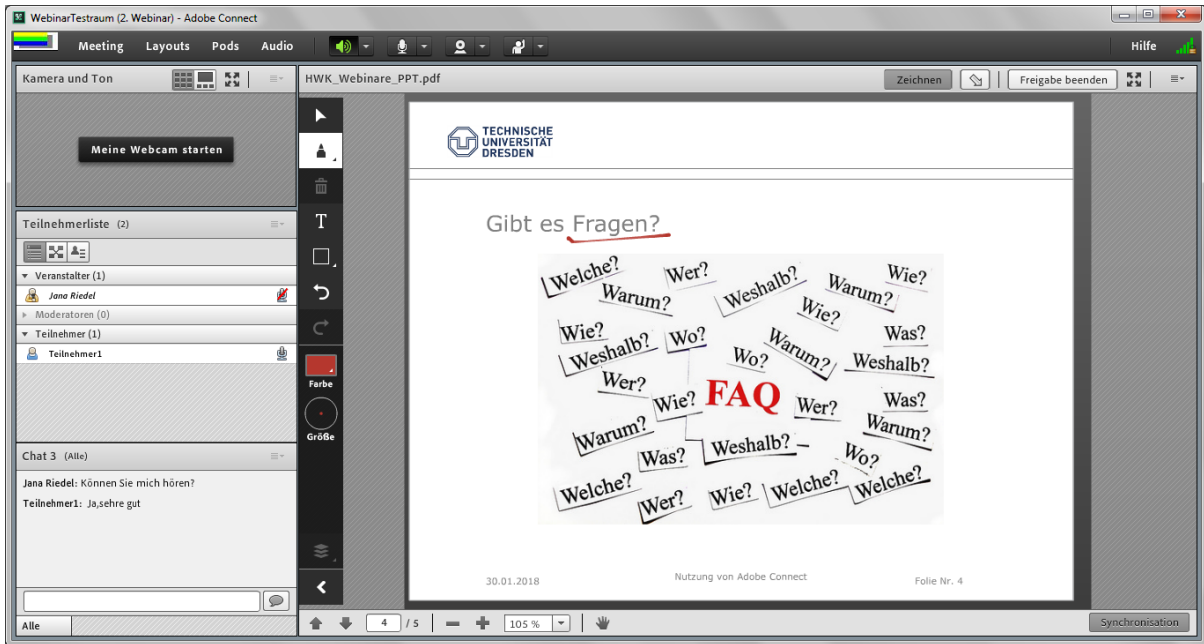 WebinarTestraum (2. Webinar) - Adobe Connect
Meeting Layouts Pods Audio Hilfe
Kamera und Ton
Meine Webcam starten
Teilnehmerliste (2)
Veranstalter (1)
Jana Riedel
Moderatoren (0)
Teilnehmer (1)
Teilnehmer1
Chat 3 (Alle)
Jana Riedel: Können Sie mich hören?
Teilnehmer1: Ja,sehre gut
Alle
HWK_Webinare_PPT.pdf
Zeichnen Freigabe beenden
T
Farbe
Größe
TECHNISCHE
UNIVERSITÄT
DRESDEN
Gibt es Fragen?
Welche? Wer? Weshalb? Wie?
Warum? Wie? Warum?
Wie? Wo? Warum? Was?
Weshalb? Wo? Weshalb?
Wer? Wie? FAQ Wer? Was?
Warum? Weshalb? Warum?
Was? Wo?
Welche? Wer? Wie? Welche? Welche?
30.01.2018 Nutzung von Adobe Connect Folie Nr. 4
4 / 5 105 % Synchronisation